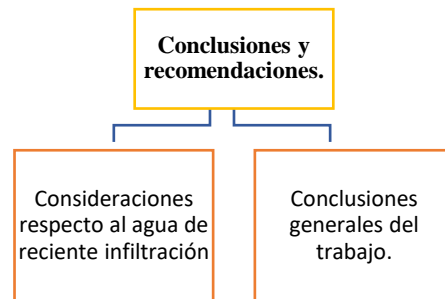 Conclusiones y
recomendaciones.
Consideraciones
respecto al agua de
reciente infiltración
Conclusiones
generales del
trabajo.